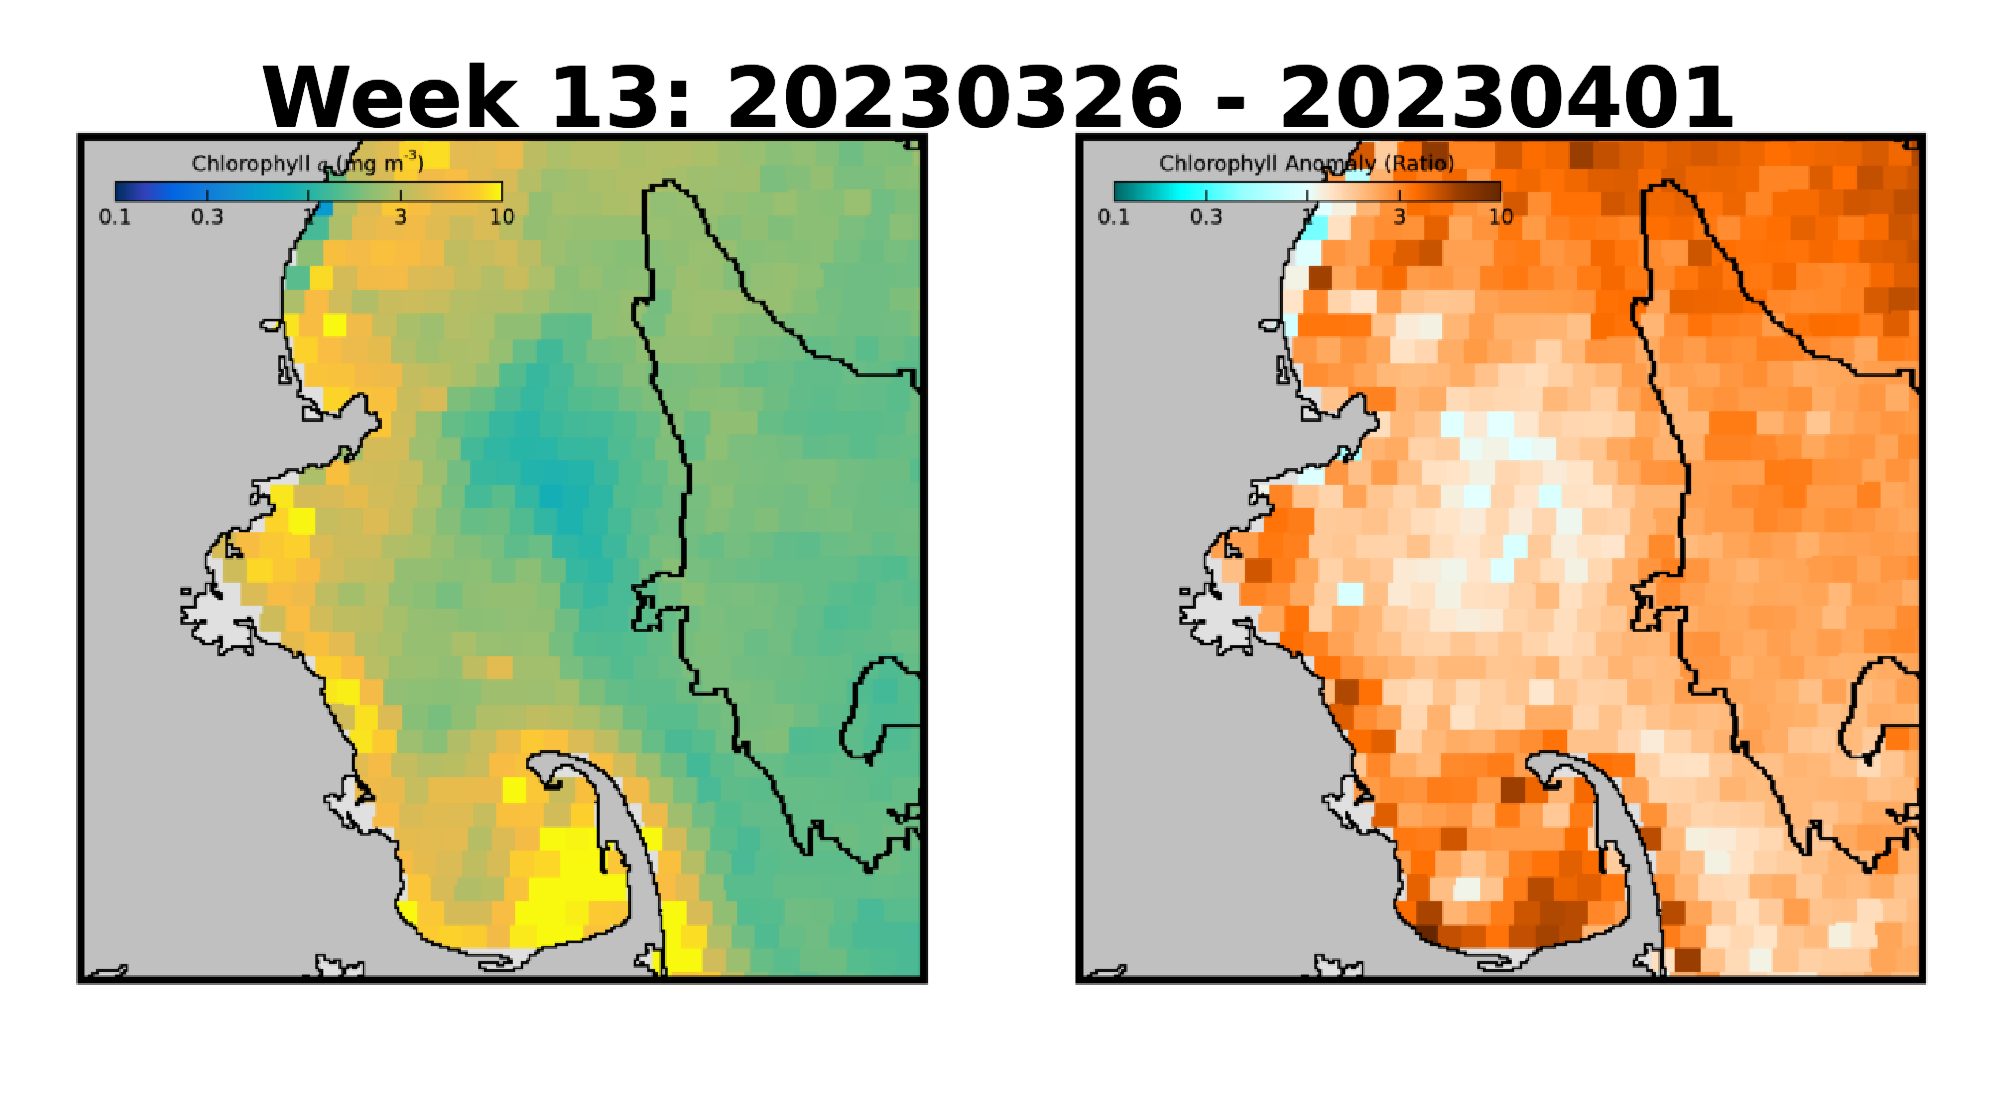 Week 13: 20230326 - 20230401
Chlorophyll a (mg m-3)
0.1 0.3 1 3 10
Chlorophyll Anomaly (Ratio)
0.1 0.3 1 3 10